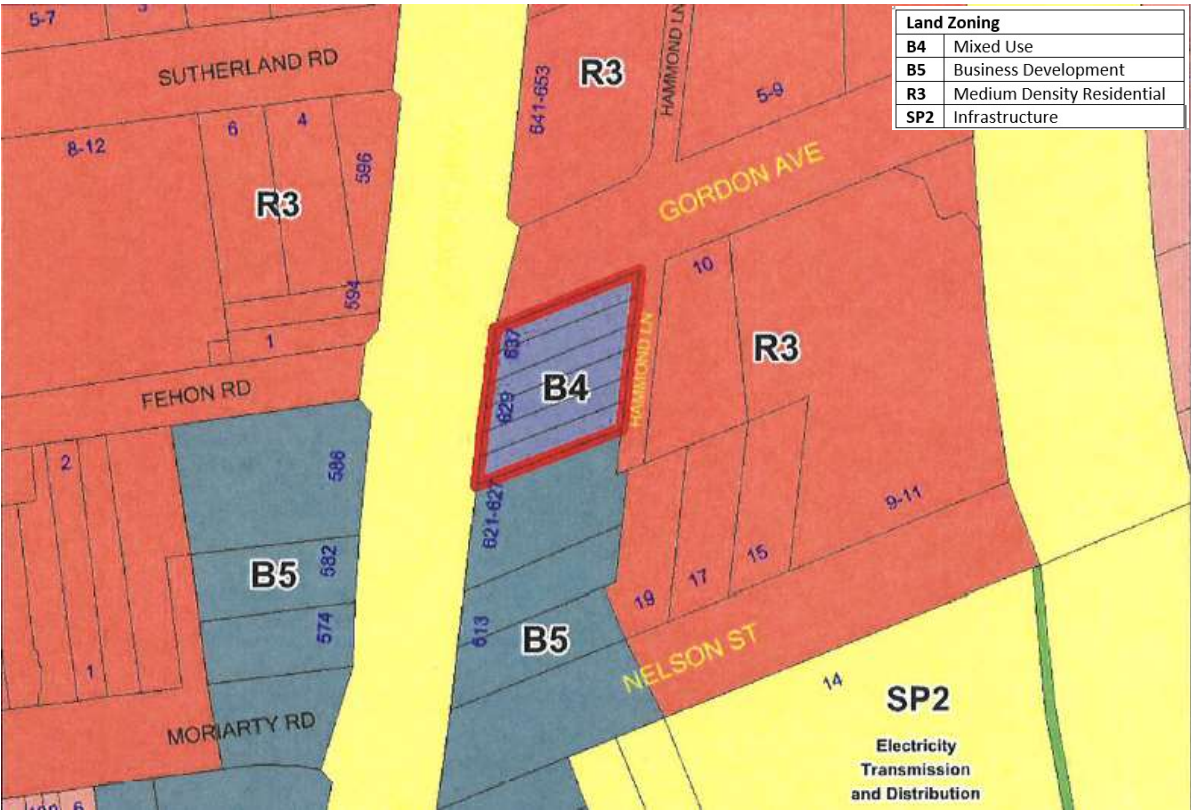 5-7
3
SUTHERLAND RD
641-653
R3
HAMMOND LN
5-9
Land Zoning
B4 Mixed Use
B5 Business Development
R3 Medium Density Residential
SP2 Infrastructure
8-12
6
4
596
R3
594
1
GORDON AVE
10
R3
HAMMOND LN
637
629
B4
FEHON RD
2
586
621-627
B5
582
574
1
MORIARTY RD
613
B5
19
17
15
9-11
NELSON ST
14
SP2
Electricity
Transmission
and Distribution
6